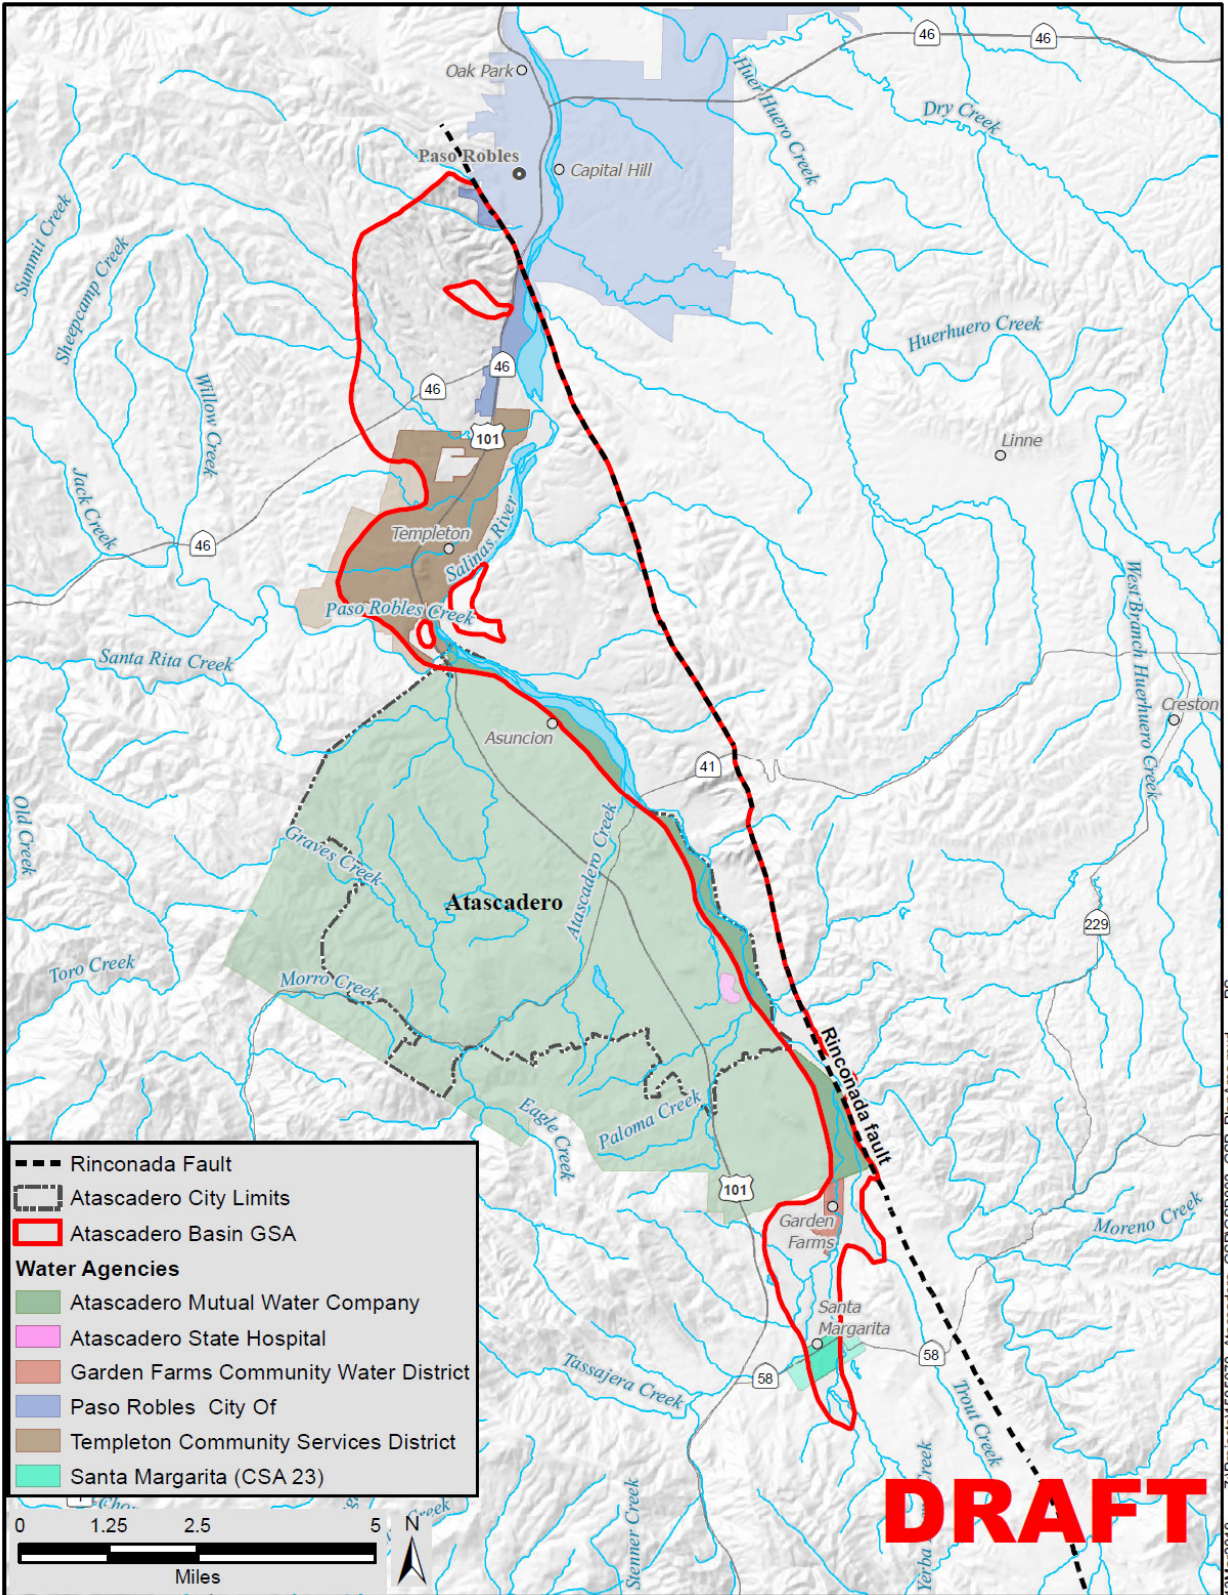 46
46
Oak Park
Huer Huero Creek
Dry Creek
Paso Robles
Capital Hill
Summit Creek
Sheepcamp Creek
Huerhuero Creek
46
46
Willow Creek
101
Linne
Jack Creek
46
Templeton
Salinas River
Paso Robles Creek
West Branch Huerhuero Creek
Santa Rita Creek
Creston
Asuncion
41
Old Creek
Graves Creek
Atascadero Creek
Atascadero
229
Toro Creek
Morro Creek
Rinconada fault
Eagle Creek
Paloma Creek
101
Garden
Farms
Moreno Creek
Santa
Margarita
58
58
Tassajera Creek
Trout Creek
Stenner Creek
Yerba
Creek
Creek
Rinconada Fault
Atascadero City Limits
Atascadero Basin GSA
Water Agencies
Atascadero Mutual Water Company
Atascadero State Hospital
Garden Farms Community Water District
Paso Robles City Of
Templeton Community Services District
Santa Margarita (CSA 23)
0 1.25 2.5 5
Miles
N
DRAFT